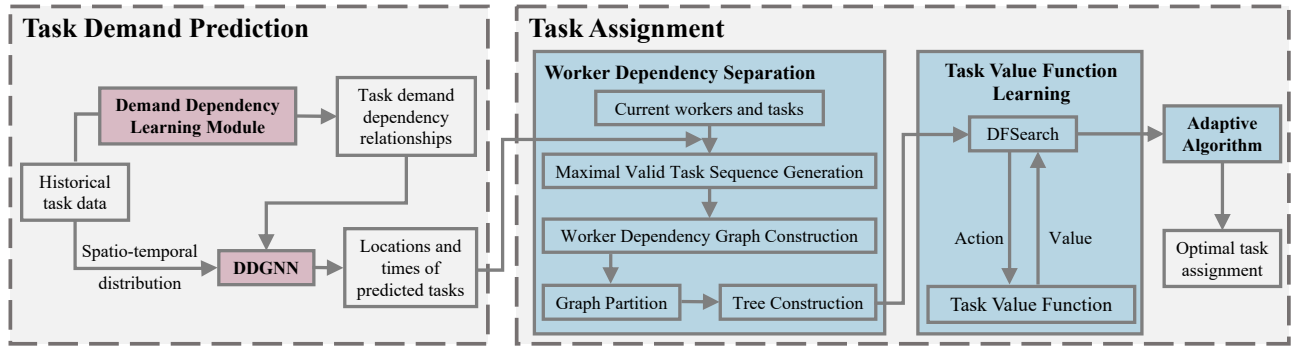 Task Demand Prediction
Demand Dependency
Learning Module
Task demand
dependency
relationships
Historical
task data
Spatio-temporal
distribution
DDGNN
Locations and
times of
predicted tasks
Task Assignment
Worker Dependency Separation
Current workers and tasks
Maximal Valid Task Sequence Generation
Worker Dependency Graph Construction
Graph Partition
Tree Construction
Task Value Function
Learning
DFSearch
Action
Value
Task Value Function
Adaptive
Algorithm
Optimal task
assignment